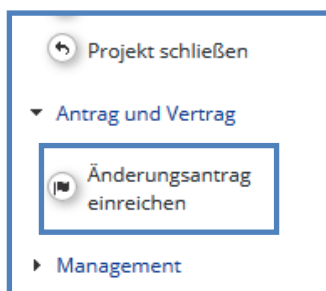 Projekt schließen
Antrag und Vertrag
Änderungsantrag
einreichen
Management